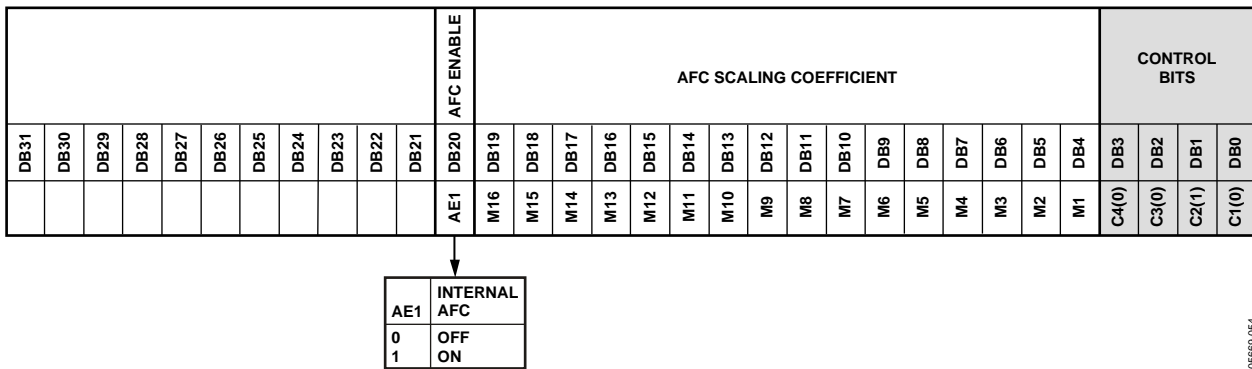 AFC ENABLE
AFC SCALING COEFFICIENT
CONTROL
BITS
DB31 DB30 DB29 DB28 DB27 DB26 DB25 DB24 DB23 DB22 DB21 DB20 DB19 DB18 DB17 DB16 DB15 DB14 DB13 DB12 DB11 DB10 DB9 DB8 DB7 DB6 DB5 DB4 DB3 DB2 DB1 DB0
AE1 M16 M15 M14 M13 M12 M11 M10 M9 M8 M7 M6 M5 M4 M3 M2 M1 C4(0) C3(0) C2(1) C1(0)
AE1 INTERNAL
AFC
0 OFF
1 ON
05669-054